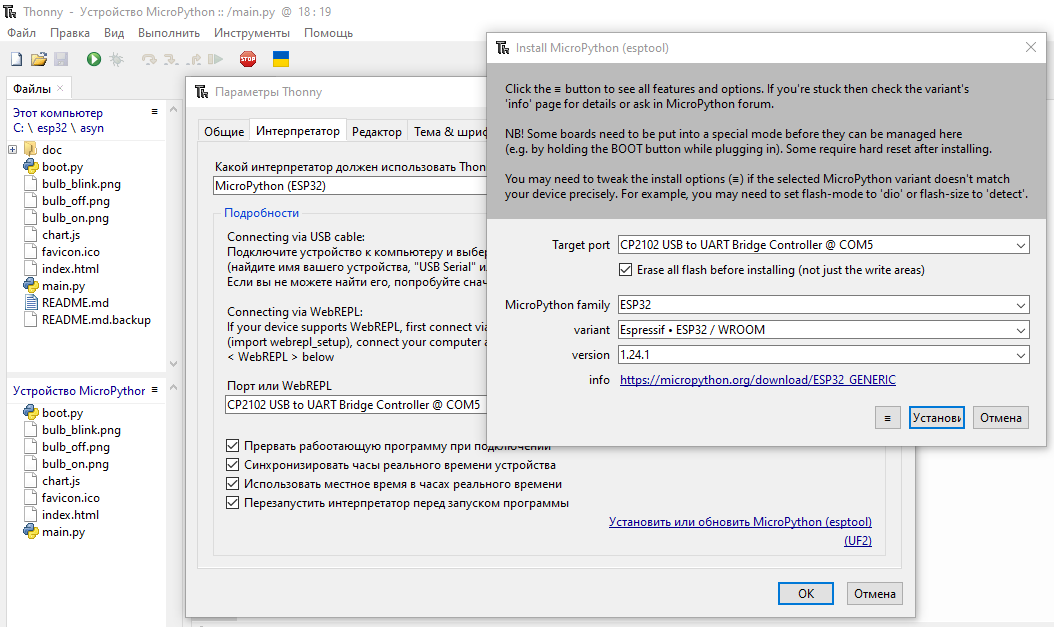 Thonny - Устройство MicroPython :: /main.py @ 18 : 19
Файл Правка Вид Выполнить Инструменты Помощь
STOP
Файлы
Этот компьютер
C: \ esp32 \ asyn
doc
boot.py
bulb_blink.png
bulb_off.png
bulb_on.png
chart.js
favicon.ico
index.html
main.py
README.md
README.md.backup
Устройство MicroPython
boot.py
bulb_blink.png
bulb_off.png
bulb_on.png
chart.js
favicon.ico
index.html
main.py
Параметры Thonny
Общие Интерпретатор Редактор Тема & шриф
Какой интерпретатор должен использовать Thon
MicroPython (ESP32)
Подробности
Connecting via USB cable:
Подключите устройство к компьютеру и выбер
(найдите имя вашего устройства, "USB Serial" и
Если вы не можете найти его, попробуйте снач
Connecting via WebREPL:
If your device supports WebREPL, first connect via
(import webrepl_setup), connect your computer a
< WebREPL > below
Порт или WebREPL
CP2102 USB to UART Bridge Controller @ COM5
Прервать работающую программу при подключении
Синхронизировать часы реального времени устройства
Использовать местное время в часах реального времени
Перезапустить интерпретатор перед запуском программы
Установить или обновить MicroPython (esptool)
(UF2)
OK Отмена
Install MicroPython (esptool)
Click the ≡ button to see all features and options. If you're stuck then check the variant's
'info' page for details or ask in MicroPython forum.
NB! Some boards need to be put into a special mode before they can be managed here
(e.g. by holding the BOOT button while plugging in). Some require hard reset after installing.
You may need to tweak the install options (≡) if the selected MicroPython variant doesn't match
your device precisely. For example, you may need to set flash-mode to 'dio' or flash-size to 'detect'.
Target port CP2102 USB to UART Bridge Controller @ COM5
Erase all flash before installing (not just the write areas)
MicroPython family ESP32
variant Espressif • ESP32 / WROOM
version 1.24.1
info https://micropython.org/download/ESP32_GENERIC
≡ Установи Отмена